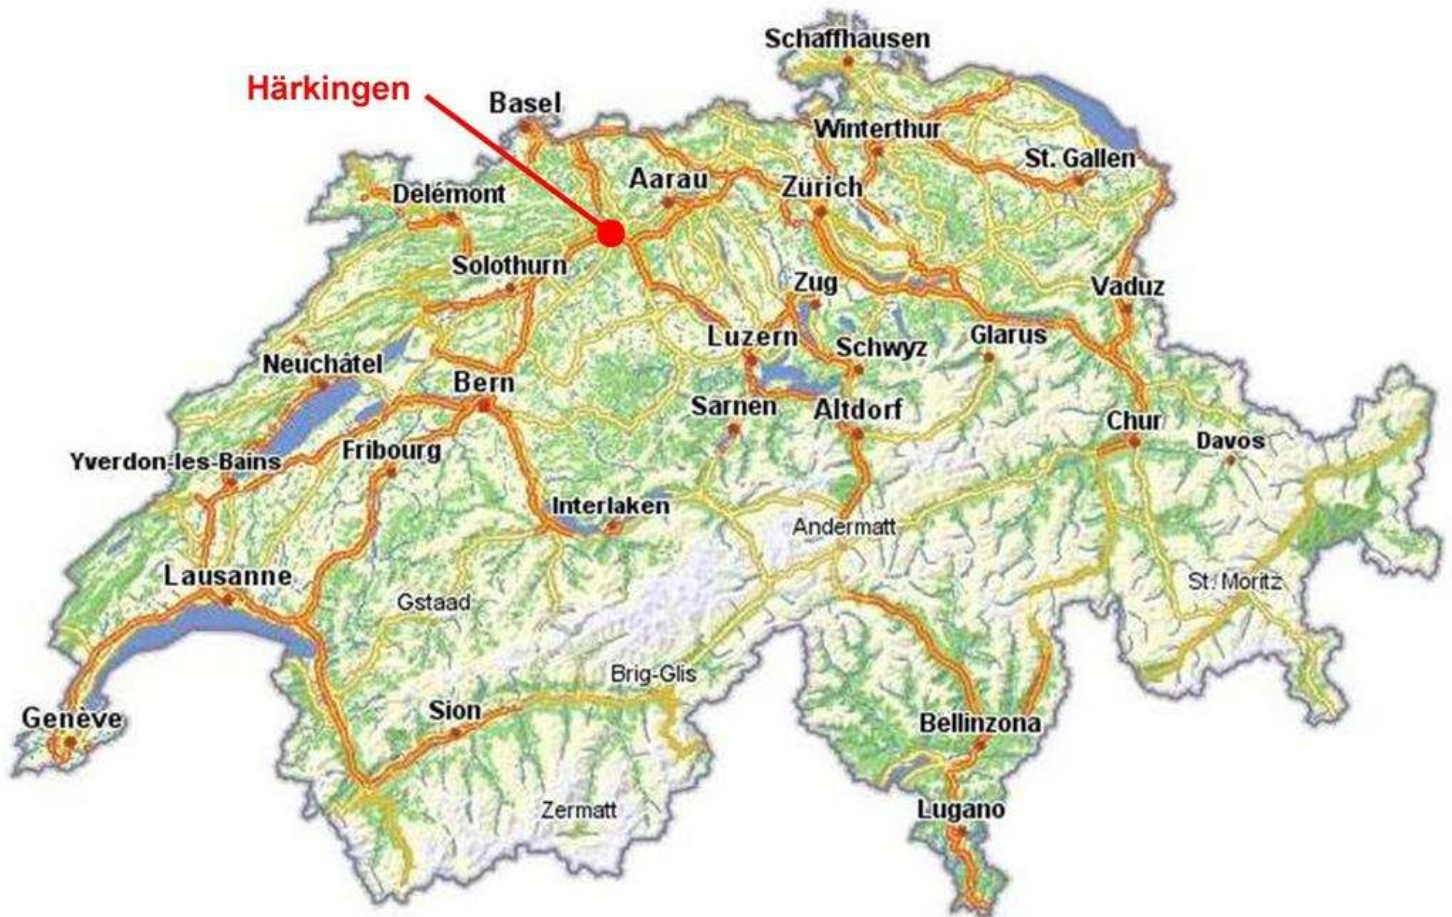 Schaffhausen
Härkingen
Basel
Winterthur
St. Gallen
Aarau
Zürich
Delémont
Solothurn
Zug
Vaduz
Luzern
Schwyz
Glarus
Neuchâtel
Bern
Sarnen
Altdorf
Chur
Davos
Fribourg
Yverdon-les-Bains
Interlaken
Andermatt
Lausanne
Gstaad
St. Moritz
Brig-Glis
Genève
Sion
Bellinzona
Zermatt
Lugano